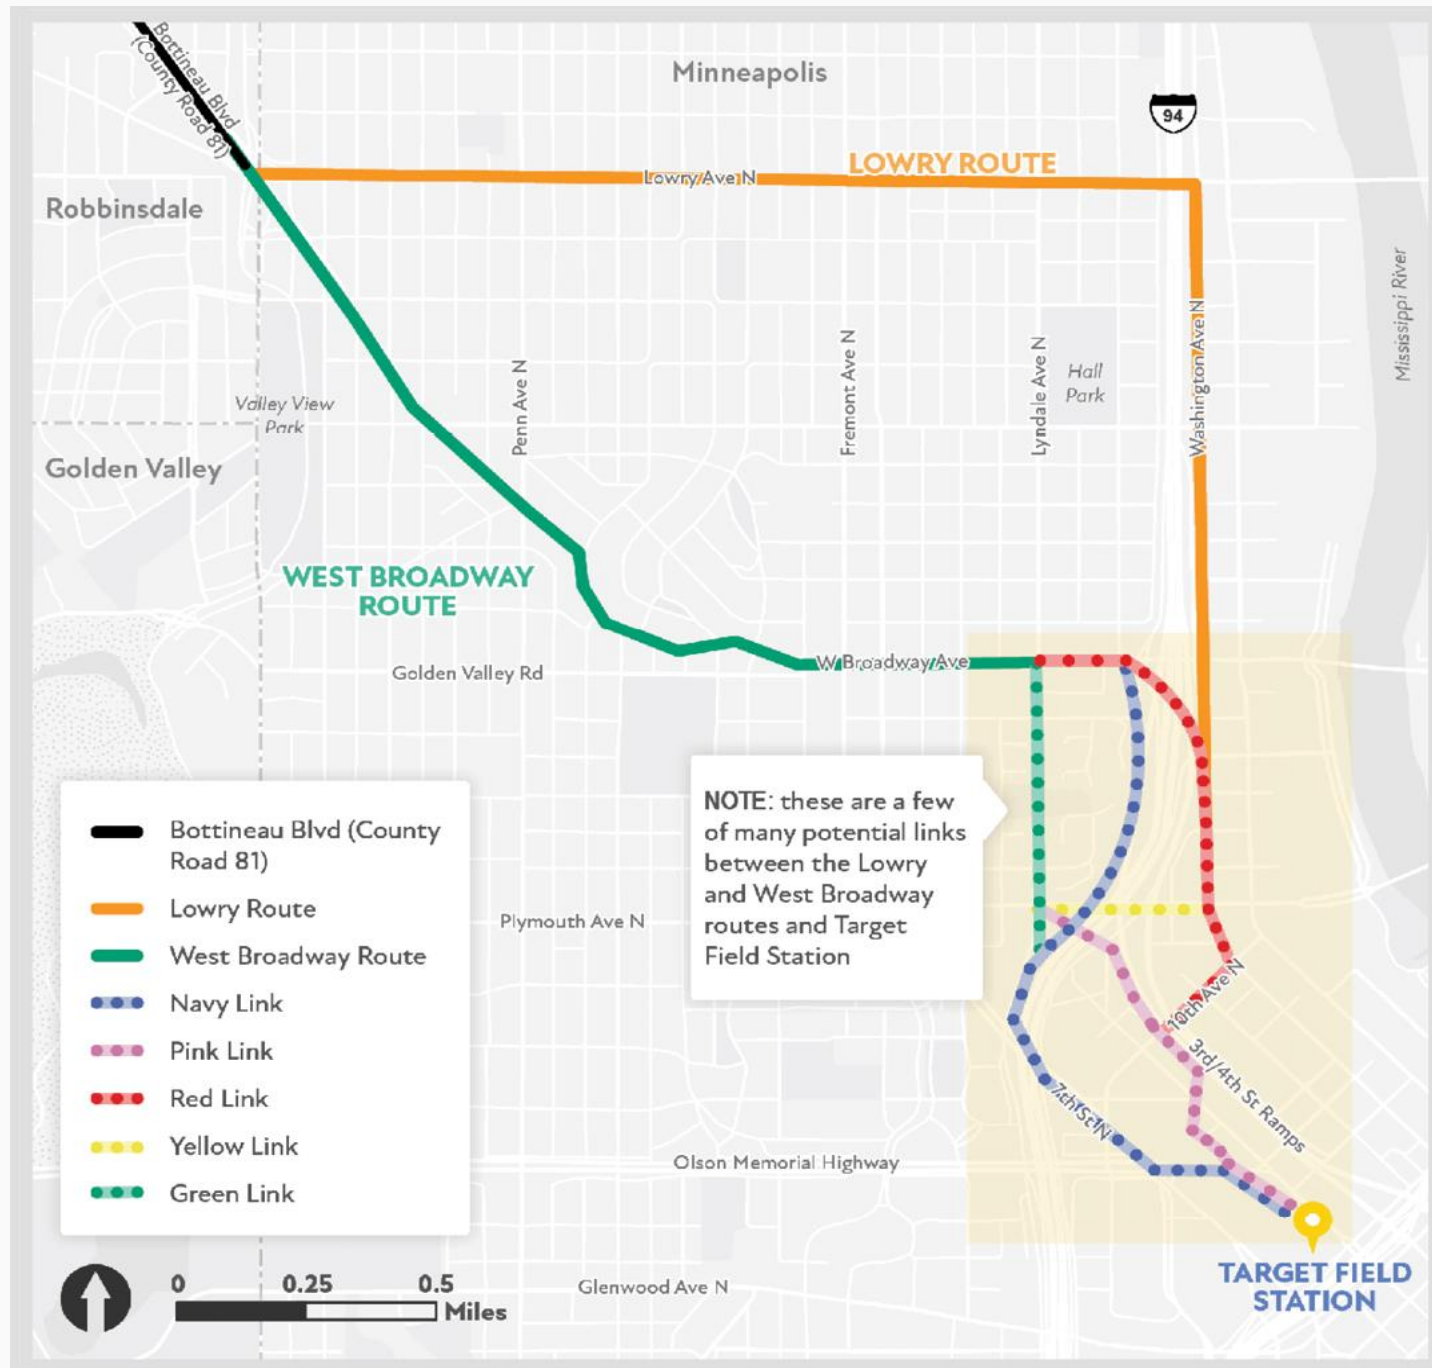 Bottineau Blvd
(County Road 81)
Minneapolis
94
LOWRY ROUTE
Lowry Ave N
Robbinsdale
Mississippi River
Washington Ave N
Fremont Ave N
Lyndale Ave N
Penn Ave N
Hall
Park
Valley View
Park
Golden Valley
WEST BROADWAY
ROUTE
W Broadway Ave
Golden Valley Rd
NOTE: these are a few
of many potential links
between the Lowry
and West Broadway
routes and Target
Field Station
Bottineau Blvd (County
Road 81)
Lowry Route
West Broadway Route
Navy Link
Pink Link
Red Link
Yellow Link
Green Link
Plymouth Ave N
10th Ave N
3rd/4th St Ramps
7th St N
Olson Memorial Highway
TARGET FIELD
STATION
Glenwood Ave N
0 0.25 0.5
Miles